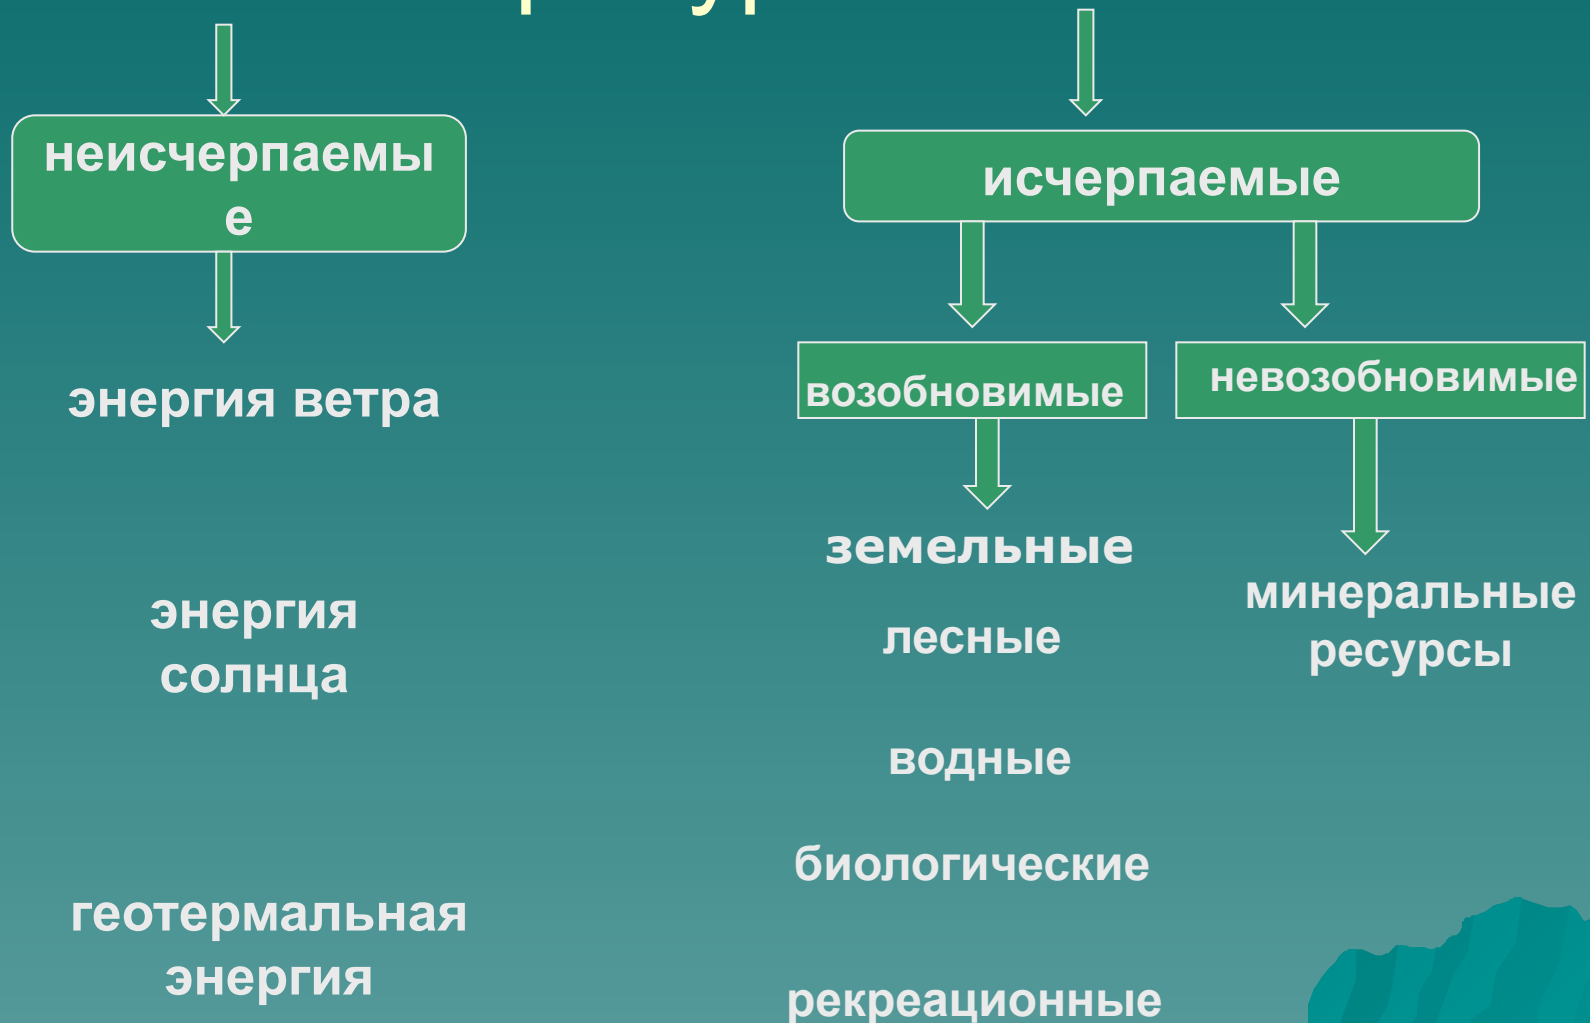 неисчерпаемы
е
исчерпаемые
энергия ветра
возобновимые
невозобновимые
энергия
солнца
земельные
лесные
минеральные
ресурсы
водные
биологические
геотермальная
энергия
рекреационные